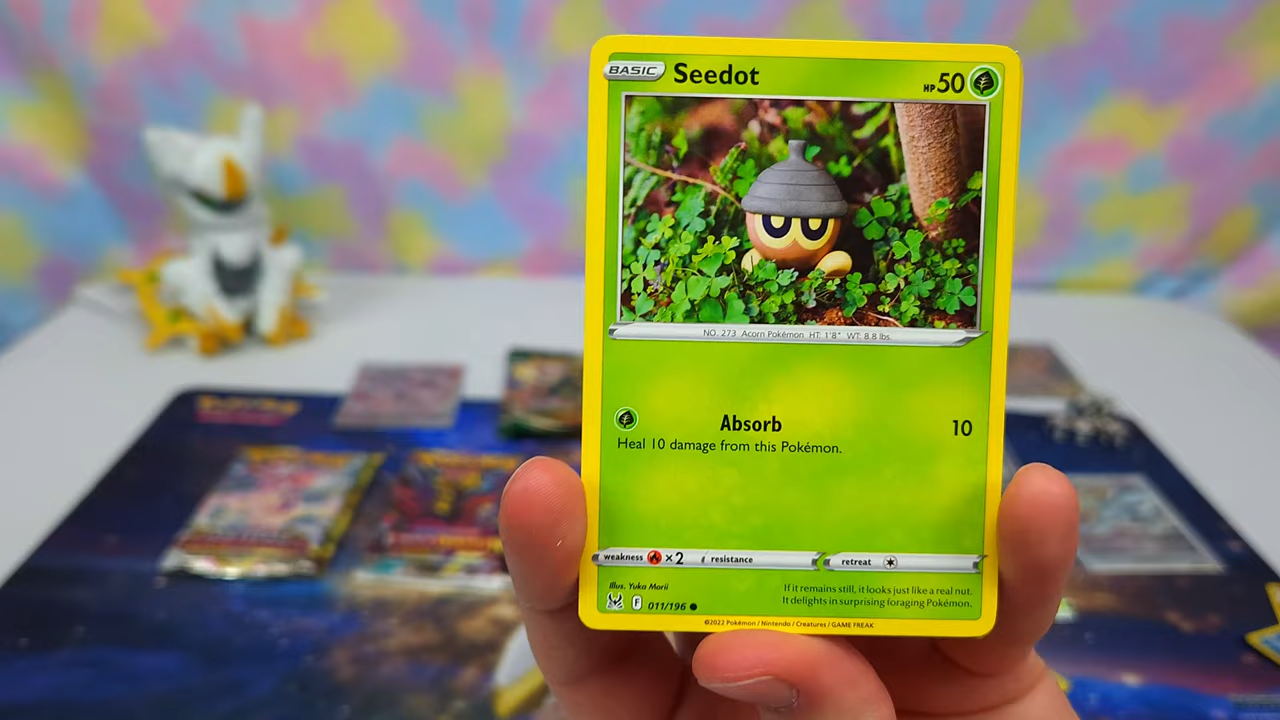 BASIC Seedot HP 50
NO. 273 Acorn Pokémon HT: 1'8" WT: 8.8 lbs.
Absorb 10
Heal 10 damage from this Pokémon.
weakness ×2 resistance retreat
Illus. Yuka Morii
If it remains still, it looks just like a real nut.
It delights in surprising foraging Pokémon.
F 011/196
©2022 Pokémon / Nintendo / Creatures / GAME FREAK